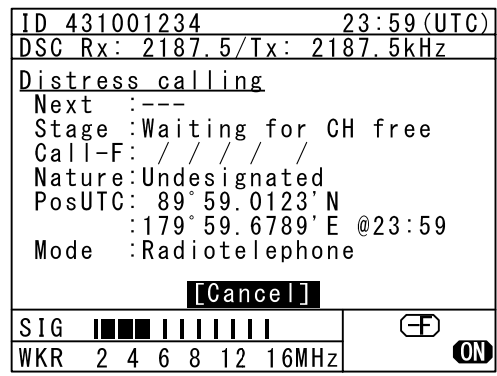 ID 431001234 23:59(UTC)
DSC Rx: 2187.5/Tx: 2187.5kHz
Distress calling
Next :---
Stage :Waiting for CH free
Call-F: / / / / /
Nature:Undesignated
PosUTC: 89°59.0123'N
:179°59.6789'E @23:59
Mode :Radiotelephone
[Cancel]
SIG
F
WKR 2 4 6 8 12 16MHz
ON